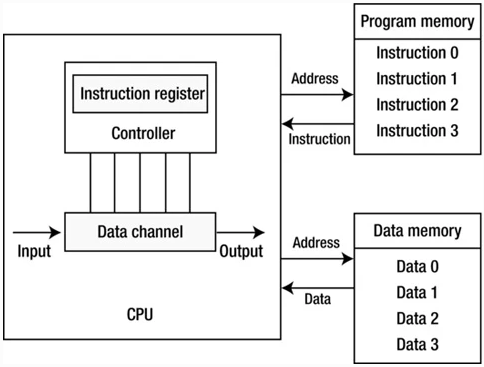 Instruction register
Controller
Data channel
Input
Output
CPU
Address
Instruction
Address
Data
Program memory
Instruction 0
Instruction 1
Instruction 2
Instruction 3
Data memory
Data 0
Data 1
Data 2
Data 3